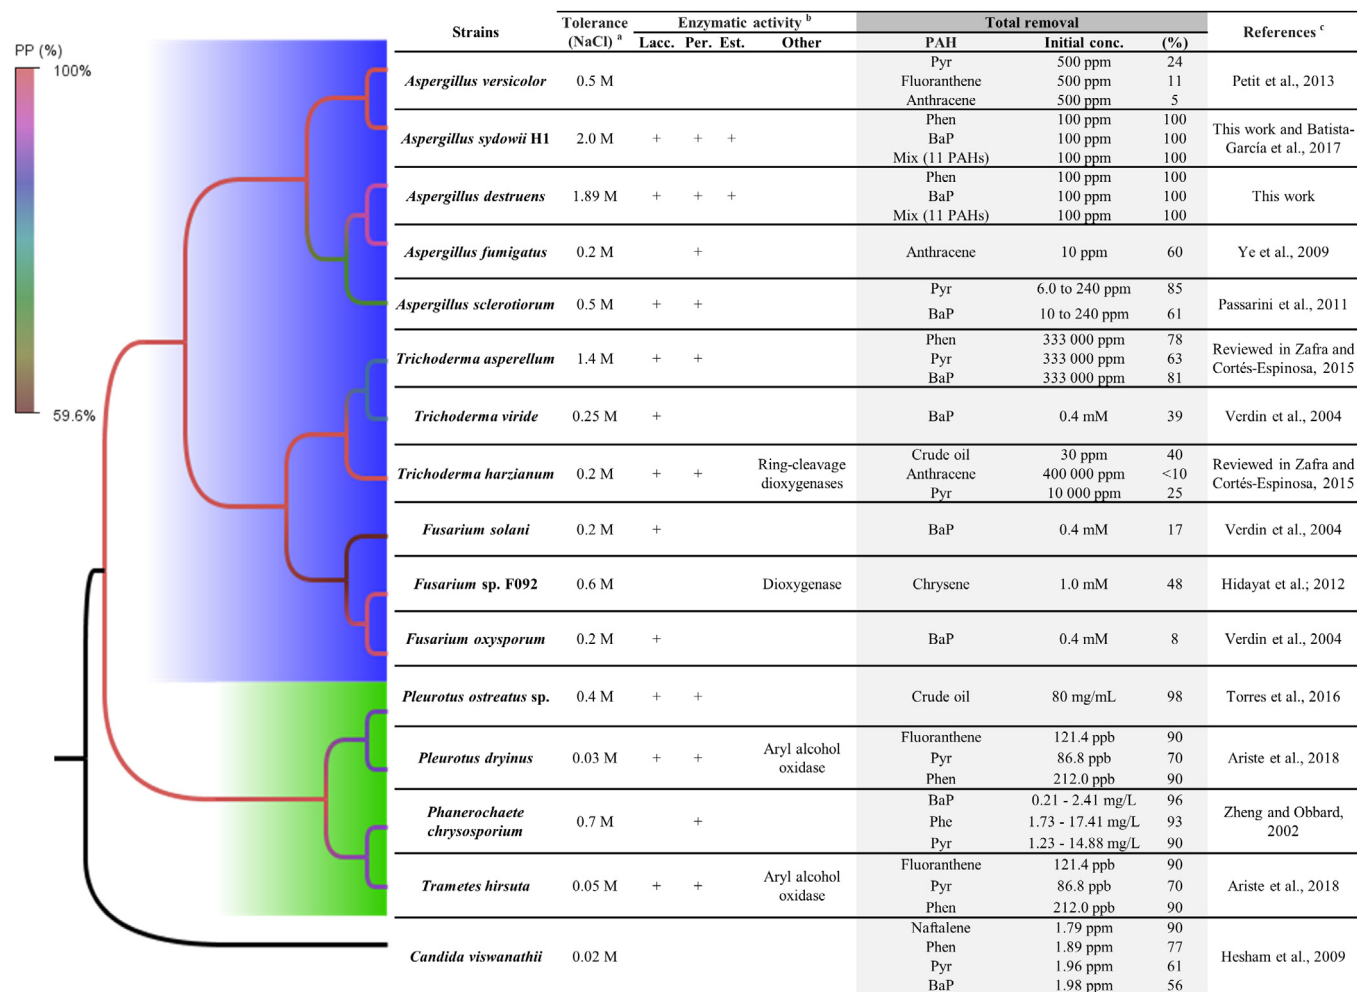 PP (%)
100%
59.6%
Strains Tolerance (NaCl) a Enzymatic activity b Total removal References c
Lacc. Per. Est. Other PAH Initial conc. (%)
Aspergillus versicolor 0.5 M Pyr 500 ppm 24 Petit et al., 2013
Fluoranthene 500 ppm 11
Anthracene 500 ppm 5
Aspergillus sydowii H1 2.0 M + + + Phen 100 ppm 100 This work and Batista-
BaP 100 ppm 100 García et al., 2017
Mix (11 PAHs) 100 ppm 100
Aspergillus destruens 1.89 M + + + Phen 100 ppm 100 This work
BaP 100 ppm 100
Mix (11 PAHs) 100 ppm 100
Aspergillus fumigatus 0.2 M + Anthracene 10 ppm 60 Ye et al., 2009
Aspergillus sclerotiorum 0.5 M + + Pyr 6.0 to 240 ppm 85 Passarini et al., 2011
BaP 10 to 240 ppm 61
Trichoderma asperellum 1.4 M + + Phen 333 000 ppm 78 Reviewed in Zafra and
Pyr 333 000 ppm 63 Cortés-Espinosa, 2015
BaP 333 000 ppm 81
Trichoderma viride 0.25 M + BaP 0.4 mM 39 Verdin et al., 2004
Trichoderma harzianum 0.2 M + + Ring-cleavage Crude oil 30 ppm 40 Reviewed in Zafra and
dioxygenases Anthracene 400 000 ppm <10 Cortés-Espinosa, 2015
Pyr 10 000 ppm 25
Fusarium solani 0.2 M + BaP 0.4 mM 17 Verdin et al., 2004
Fusarium sp. F092 0.6 M Dioxygenase Chrysene 1.0 mM 48 Hidayat et al.; 2012
Fusarium oxysporum 0.2 M + BaP 0.4 mM 8 Verdin et al., 2004
Pleurotus ostreatus sp. 0.4 M + + Crude oil 80 mg/mL 98 Torres et al., 2016
Pleurotus dryinus 0.03 M + + Aryl alcohol Fluoranthene 121.4 ppb 90 Ariste et al., 2018
oxidase Pyr 86.8 ppb 70
Phen 212.0 ppb 90
Phanerochaete 0.7 M + BaP 0.21 - 2.41 mg/L 96 Zheng and Obbard,
chrysosporium Phe 1.73 - 17.41 mg/L 93 2002
Pyr 1.23 - 14.88 mg/L 90
Trametes hirsuta 0.05 M + + Aryl alcohol Fluoranthene 121.4 ppb 90 Ariste et al., 2018
oxidase Pyr 86.8 ppb 70
Phen 212.0 ppb 90
Candida viswanathii 0.02 M Naftalene 1.79 ppm 90 Hesham et al., 2009
Phen 1.89 ppm 77
Pyr 1.96 ppm 61
BaP 1.98 ppm 56